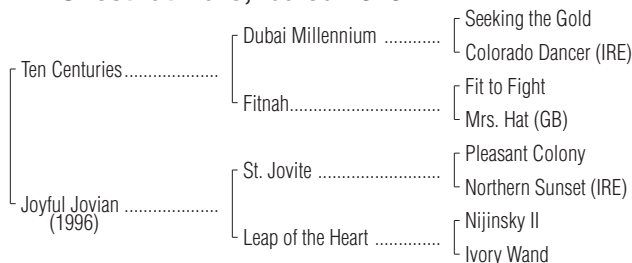 Seeking the Gold
Dubai Millennium ............
Colorado Dancer (IRE)
Ten Centuries....................
Fit to Fight
Fitnah................................
Mrs. Hat (GB)
Pleasant Colony
St. Jovite ..........................
Northern Sunset (IRE)
Joyful Jovian ....................
(1996)
Nijinsky II
Leap of the Heart ..............
Ivory Wand